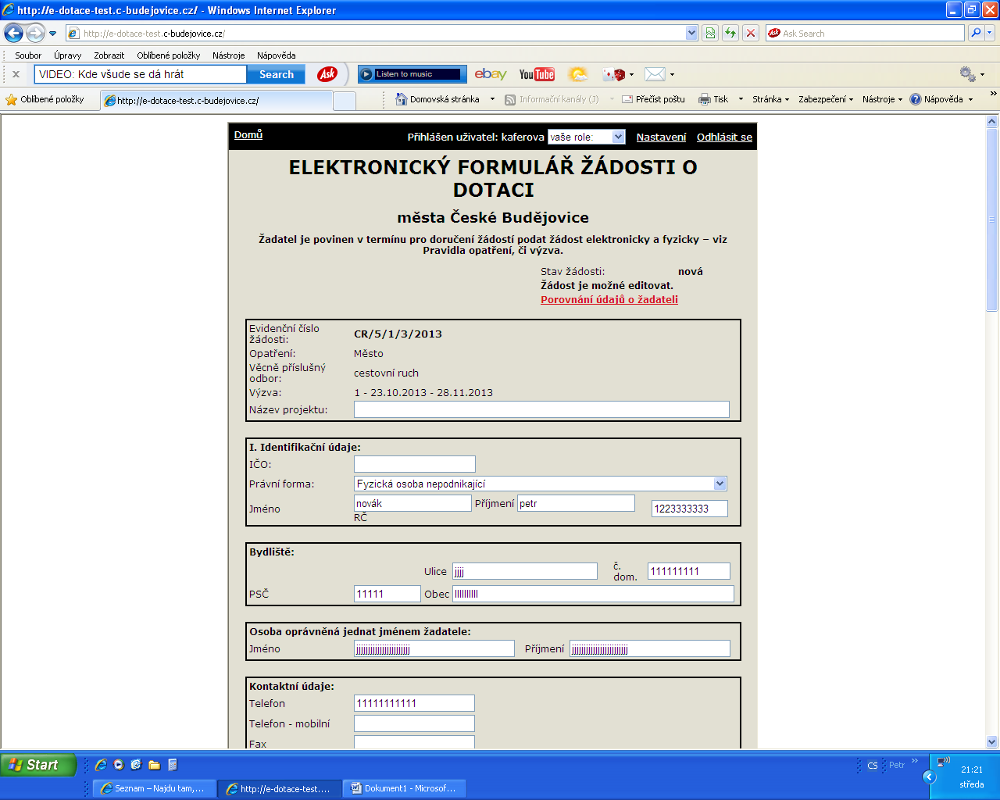 http://e-dotace-test.c-budejovice.cz/ - Windows Internet Explorer
http://e-dotace-test.c-budejovice.cz/
Ask Search
Soubor Úpravy Zobrazit Oblíbené položky Nástroje Nápověda
x VIDEO: Kde všude se dá hrát Search Ask Listen to music ebay YouTube
Oblíbené položky http://e-dotace-test.c-budejovice.cz/ Domovská stránka Informační kanály (J) Přečíst poštu Tisk Stránka Zabezpečení Nástroje Nápověda »
Domů Přihlášen uživatel: kaferova vaše role: Nastavení Odhlásit se
ELEKTRONICKÝ FORMULÁŘ ŽÁDOSTI O
DOTACI
města České Budějovice
Žadatel je povinen v termínu pro doručení žádostí podat žádost elektronicky a fyzicky – viz
Pravidla opatření, či výzva.
Stav žádosti: nová
Žádost je možné editovat.
Porovnání údajů o žadateli
Evidenční číslo
žádosti: CR/5/1/3/2013
Opatření: Město
Věcně příslušný
odbor: cestovní ruch
Výzva: 1 - 23.10.2013 - 28.11.2013
Název projektu:
I. Identifikační údaje:
IČO:
Právní forma: Fyzická osoba nepodnikající
Jméno novák Příjmení petr 1223333333
RČ
Bydliště:
Ulice jjjj č. dom. 111111111
PSČ 11111 Obec llllllllll
Osoba oprávněná jednat jménem žadatele:
Jméno jjjjjjjjjjjjjjjjjjjjjjj Příjmení jjjjjjjjjjjjjjjjjjjjjjjj
Kontaktní údaje:
Telefon 11111111111
Telefon - mobilní
Fax
Start CS Petr » 21:21
středa
Seznam – Najdu tam,... http://e-dotace-test.... Dokument1 - Microsof...